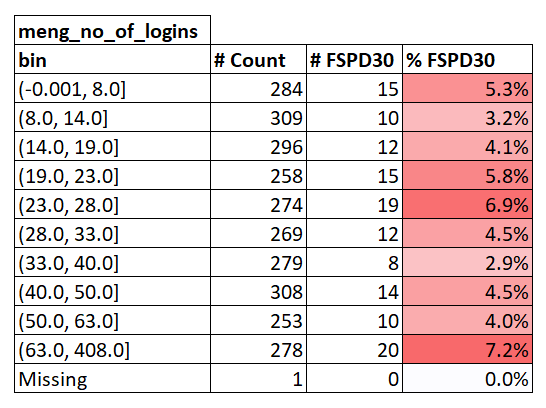 meng_no_of_logins
bin # Count # FSPD30 % FSPD30
(-0.001, 8.0] 284 15 5.3%
(8.0, 14.0] 309 10 3.2%
(14.0, 19.0] 296 12 4.1%
(19.0, 23.0] 258 15 5.8%
(23.0, 28.0] 274 19 6.9%
(28.0, 33.0] 269 12 4.5%
(33.0, 40.0] 279 8 2.9%
(40.0, 50.0] 308 14 4.5%
(50.0, 63.0] 253 10 4.0%
(63.0, 408.0] 278 20 7.2%
Missing 1 0 0.0%